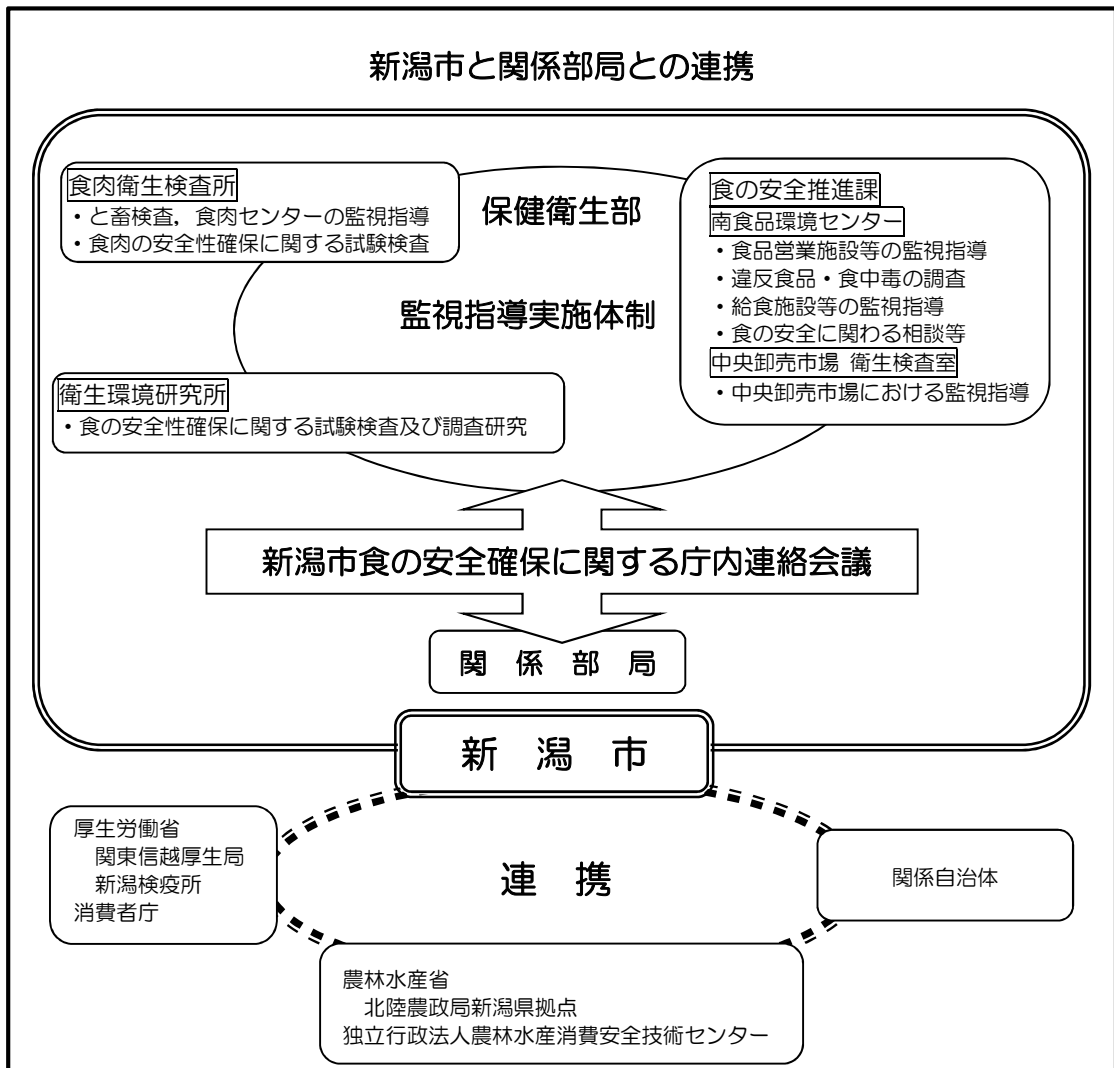 新潟市と関係部局との連携
食肉衛生検査所
・と畜検査，食肉センターの監視指導
・食肉の安全性確保に関する試験検査
保健衛生部
監視指導実施体制
食の安全推進課
南食品環境センター
・食品営業施設等の監視指導
・違反食品・食中毒の調査
・給食施設等の監視指導
・食の安全に関わる相談等
中央卸売市場 衛生検査室
・中央卸売市場における監視指導
衛生環境研究所
・食の安全性確保に関する試験検査及び調査研究
新潟市食の安全確保に関する庁内連絡会議
関 係 部 局
新 潟 市
厚生労働省
関東信越厚生局
新潟検疫所
消費者庁
連 携
関係自治体
農林水産省
北陸農政局新潟県拠点
独立行政法人農林水産消費安全技術センター